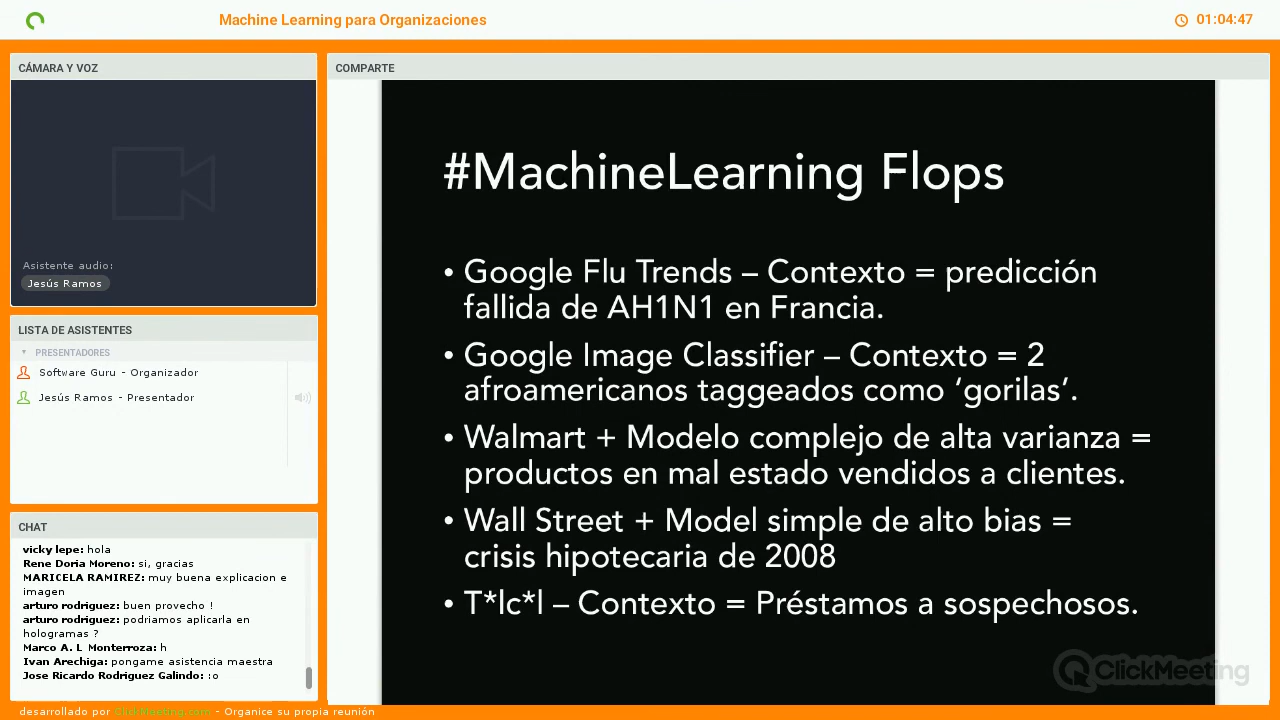 Machine Learning para Organizaciones
01:04:47
CÁMARA Y VOZ
Asistente audio:
Jesús Ramos
LISTA DE ASISTENTES
PRESENTADORES
Software Guru - Organizador
Jesús Ramos - Presentador
CHAT
vicky lepe: hola
Rene Doria Moreno: si, gracias
MARICELA RAMIREZ: muy buena explicacion e
imagen
arturo rodriguez: buen provecho !
arturo rodriguez: podriamos aplicarla en
hologramas ?
Marco A. L Monterroza: h
Ivan Arechiga: pongame asistencia maestra
Jose Ricardo Rodriguez Galindo: :o
COMPARTE
#MachineLearning Flops
• Google Flu Trends – Contexto = predicción
fallida de AH1N1 en Francia.
• Google Image Classifier – Contexto = 2
afroamericanos taggeados como ‘gorilas’.
• Walmart + Modelo complejo de alta varianza =
productos en mal estado vendidos a clientes.
• Wall Street + Model simple de alto bias =
crisis hipotecaria de 2008
• T*lc*l – Contexto = Préstamos a sospechosos.
ClickMeeting
desarrollado por ClickMeeting.com - Organice su propia reunión